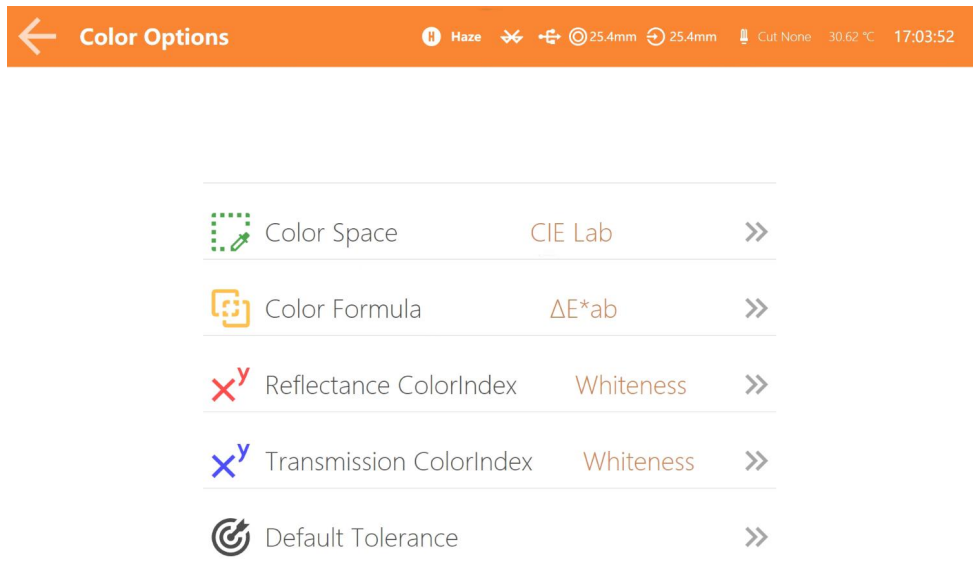 Color Options H Haze 25.4mm 25.4mm Cut None 30.62 ℃ 17:03:52
Color Space CIE Lab
Color Formula ΔE*ab
Reflectance ColorIndex Whiteness
Transmission ColorIndex Whiteness
Default Tolerance